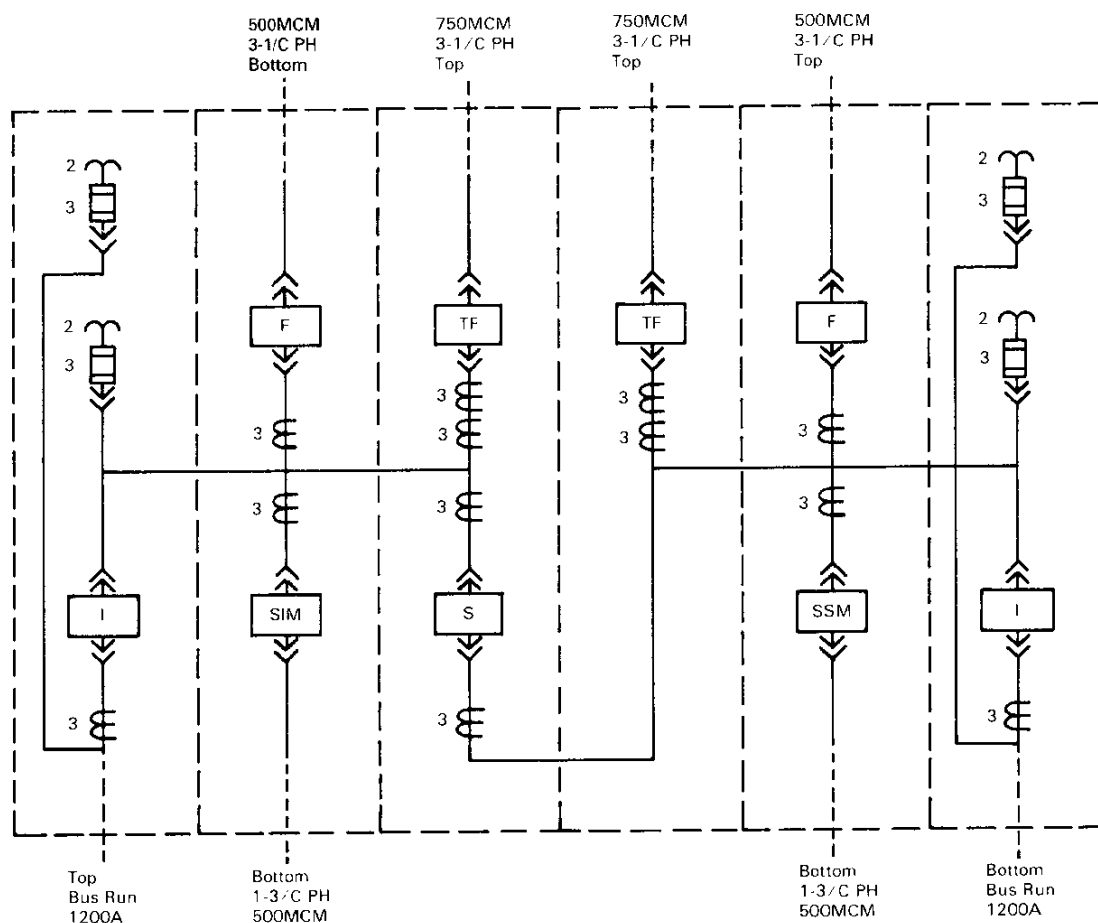 500MCM
3-1/C PH
Bottom
750MCM
3-1/C PH
Top
750MCM
3-1/C PH
Top
500MCM
3-1/C PH
Top
2
3
2
3
2
3
2
3
F
TF
TF
F
3
3
3
3
3
3
3
3
3
I
SIM
S
SSM
I
3
3
3
Top
Bus Run
1200A
Bottom
1-3/C PH
500MCM
Bottom
1-3/C PH
500MCM
Bottom
Bus Run
1200A